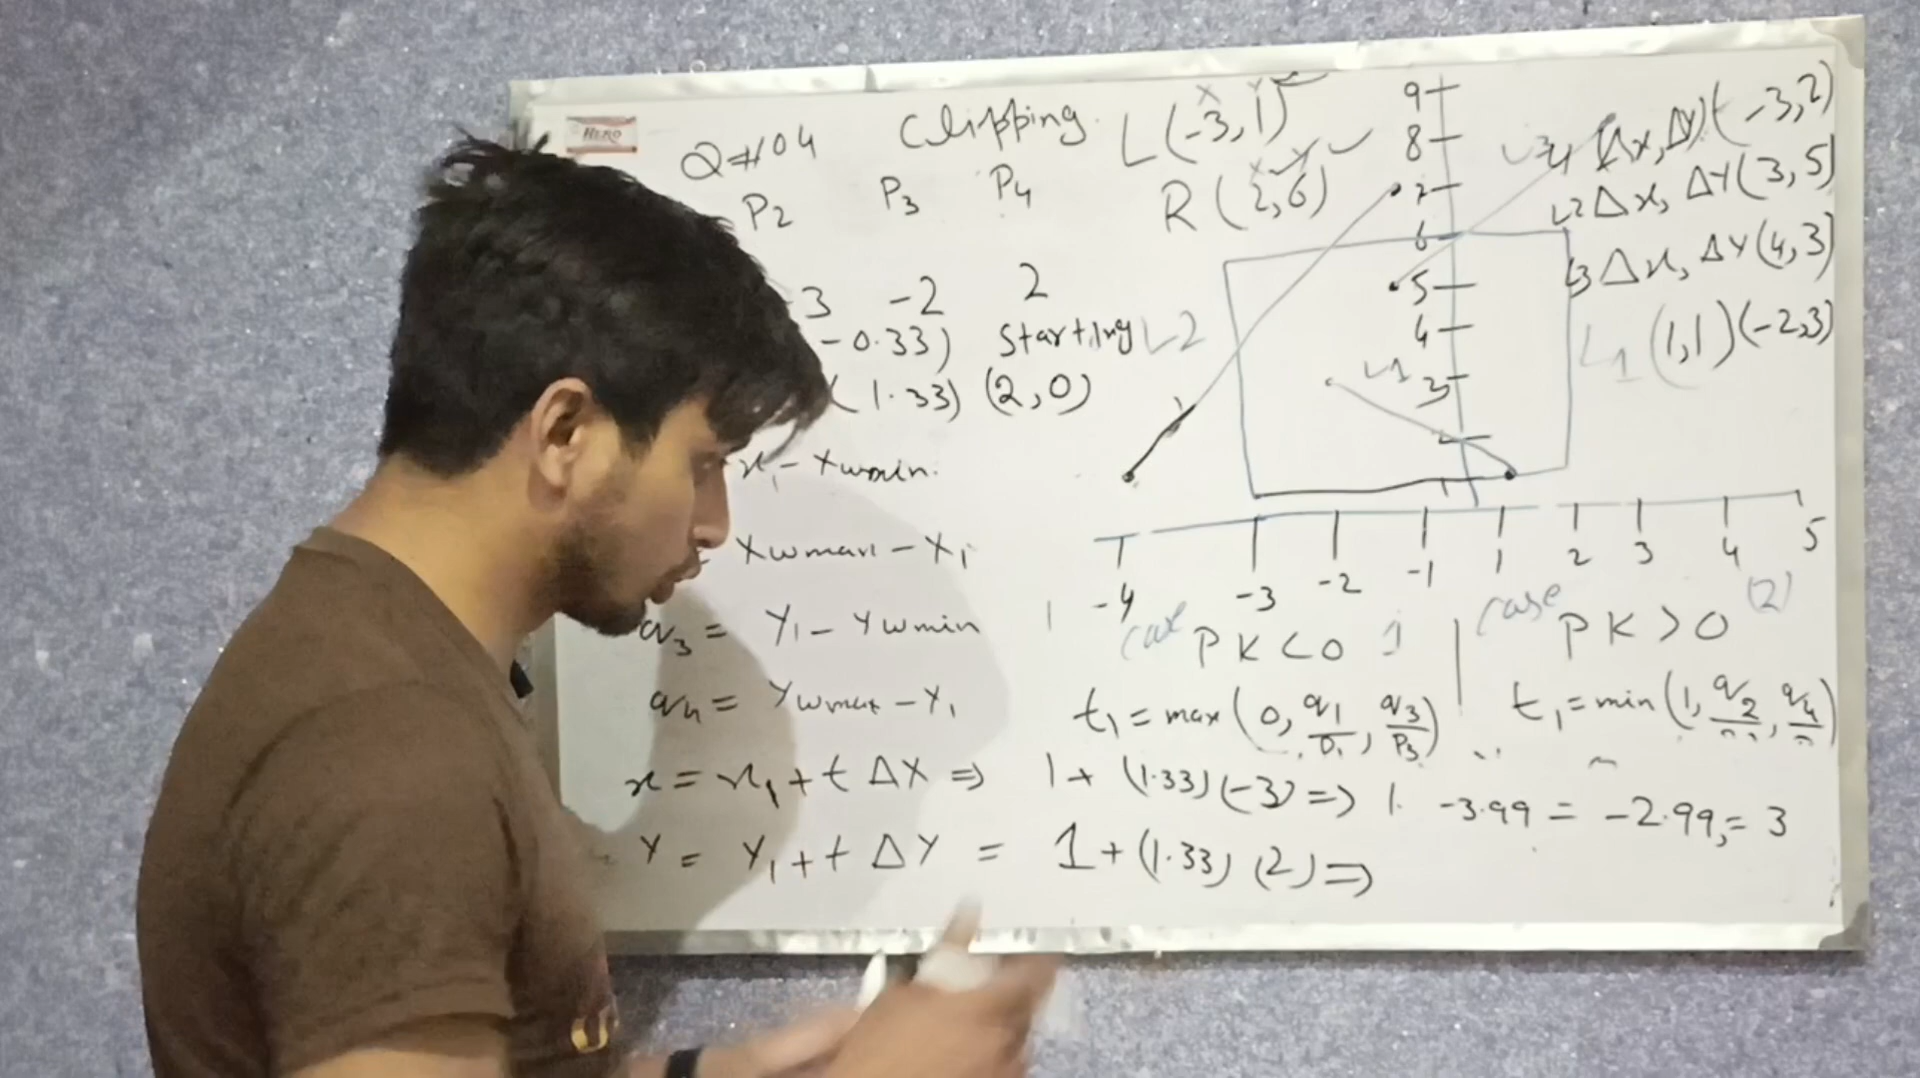 HERO
Q#04 Clipping. L(-3,1)
x y
P2 P3 P4 R(2,6)
x y
3 -2 2
-0.33) Starting
(1.33) (2,0)
x1 - xwmin.
xwman - x1
q3 = y1 - ywmin
q4 = ywmax - y1
x = x1 + t Δx ⇒ 1+ (1.33)(-3) ⇒ 1. -3.99 = -2.99, = 3
y = y1 + t Δy = 1+(1.33)(2) ⇒
9
8
7
6
5
4
3
L2
L1
-4 -3 -2 -1 1 2 3 4 5
Δx, Δy)(-3,2)
L2 Δx, ΔY(3,5)
L3 Δx, ΔY(4,3)
L1 (1,1)(-2,3)
case PK<0 1
t1 = max(0, q1/p1, q3/P3)
case PK>0 (2)
t1 = min(1, q2, q4)